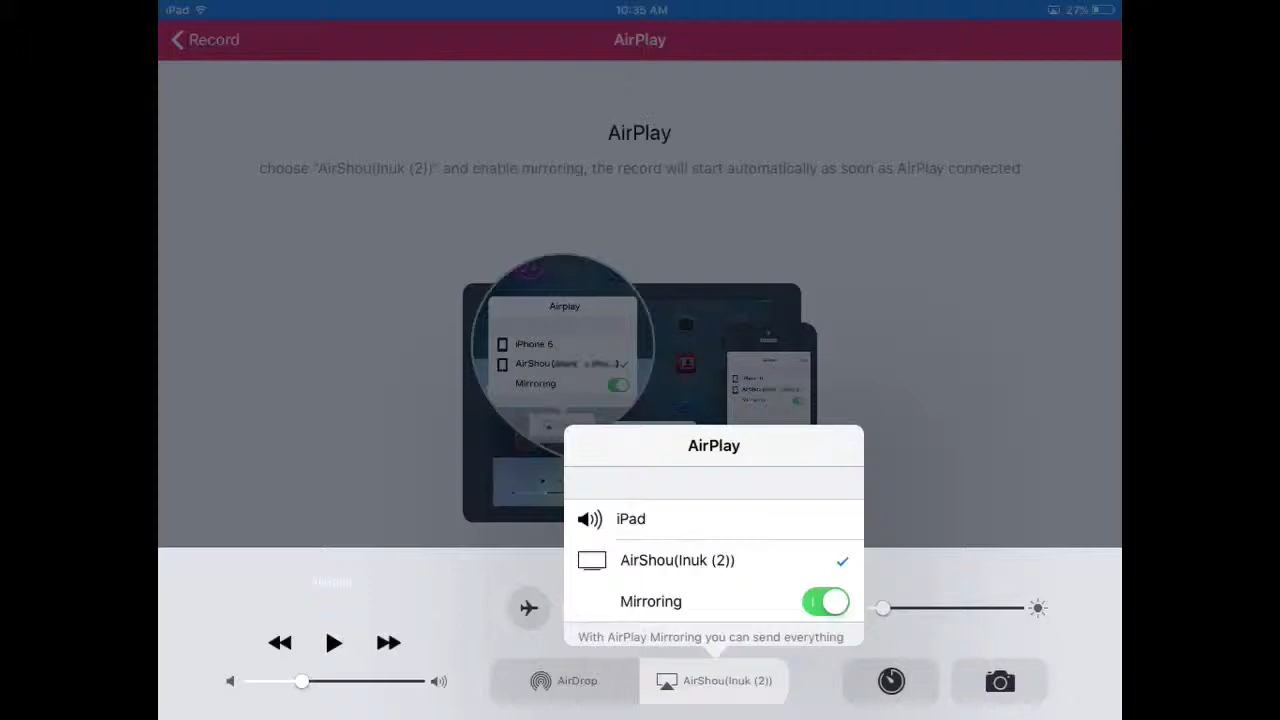 iPad
10:35 AM
27%
Record
AirPlay
AirPlay
choose "AirShou(Inuk (2))" and enable mirroring, the record will start automatically as soon as AirPlay connected
Airplay
iPhone 6
AirShou(
Mirroring
AirPlay
iPad
AirShou(Inuk (2))
Mirroring
With AirPlay Mirroring you can send everything
AirDrop
AirShou(Inuk (2))